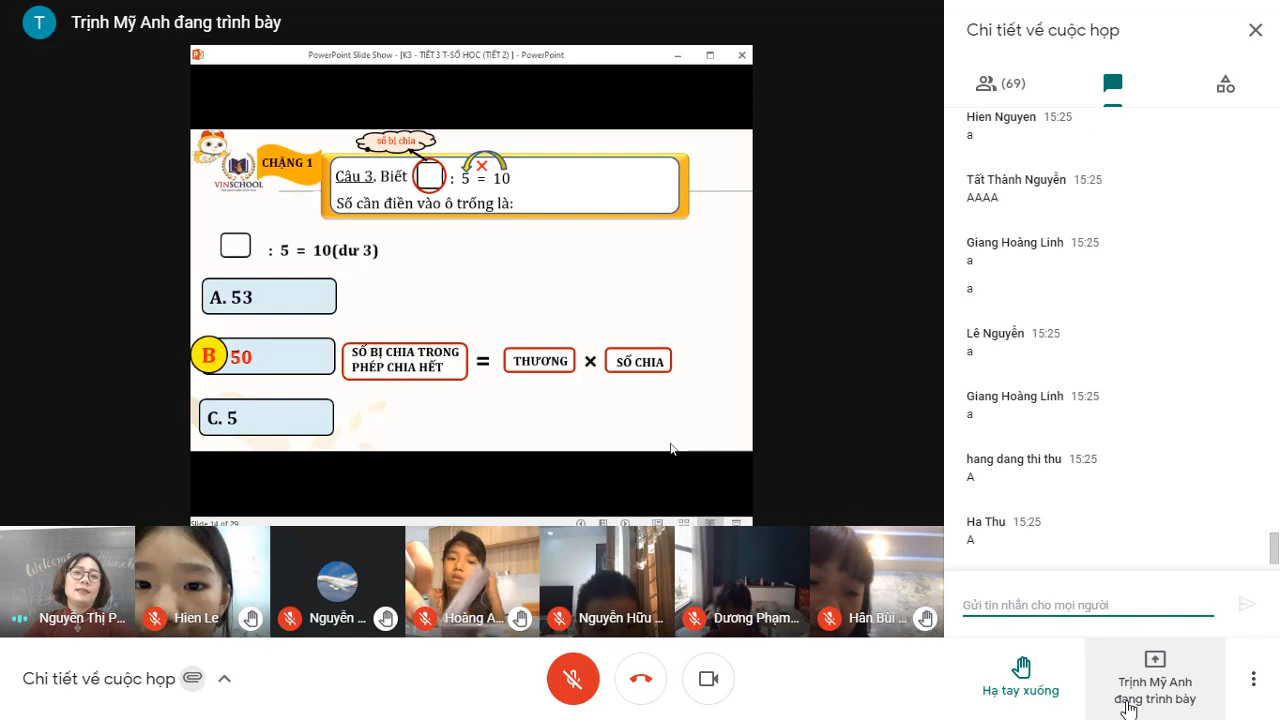 T Trịnh Mỹ Anh đang trình bày
PowerPoint Slide Show - [K3 - TIẾT 3 T-SỐ HỌC (TIẾT 2) ] - PowerPoint
số bị chia
CHẶNG 1
VINSCHOOL
Câu 3. Biết : 5 = 10
×
Số cần điền vào ô trống là:
: 5 = 10(dư 3)
A. 53
B 50
SỐ BỊ CHIA TRONG
PHÉP CHIA HẾT
= THƯƠNG × SỐ CHIA
C. 5
Slide 14 of 29
Welcome
Nguyễn Thị P...
Hien Le
Nguyễn ...
Hoàng A...
Nguyễn Hữu ...
Dương Phạm...
Hân Bùi ...
Chi tiết về cuộc họp
Chi tiết về cuộc họp
(69)
Hien Nguyen 15:25
a
Tất Thành Nguyễn 15:25
AAAA
Giang Hoàng Linh 15:25
a
a
Lê Nguyễn 15:25
a
Giang Hoàng Linh 15:25
a
hang dang thi thu 15:25
A
Ha Thu 15:25
A
Gửi tin nhắn cho mọi người
Hạ tay xuống
Trịnh Mỹ Anh
đang trình bày